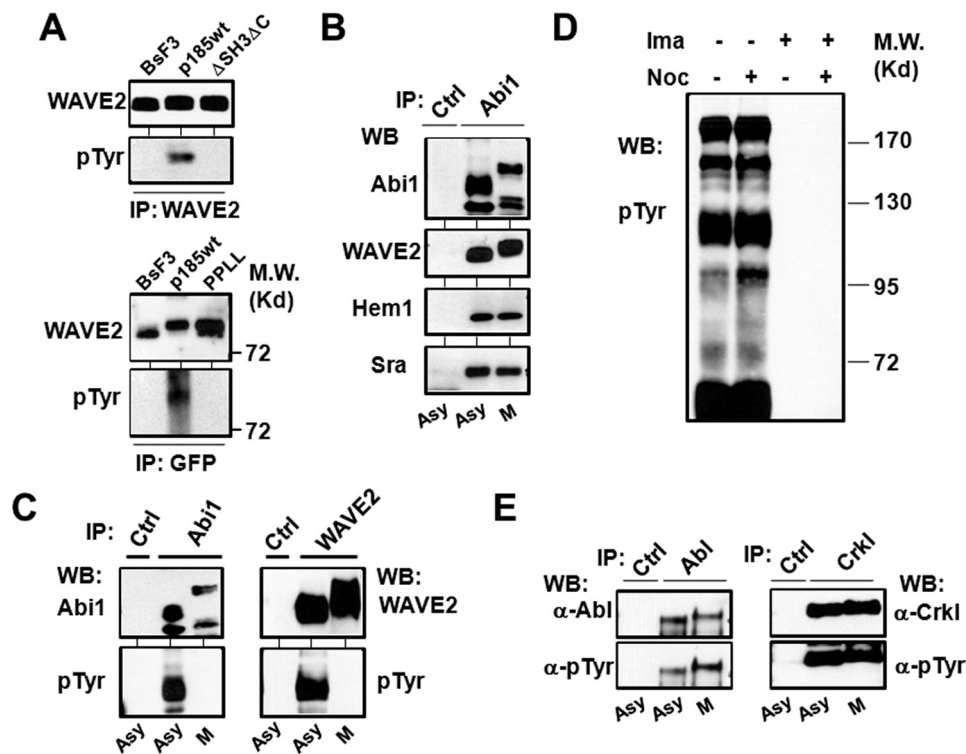 A
BsF3 p185wt ΔSH3ΔC
WAVE2
pTyr
IP: WAVE2
BsF3 p185wt PPLL M.W. (Kd)
WAVE2
72
pTyr
72
IP: GFP
B
IP: Ctrl Abi1
WB
Abi1
WAVE2
Hem1
Sra
Asy Asy M
D
Ima - - + + M.W.
Noc - + - + (Kd)
WB:
pTyr
170
130
95
72
C
IP: Ctrl Abi1
WB:
Abi1
pTyr
Asy Asy M
IP: Ctrl WAVE2
WB:
WAVE2
pTyr
Asy Asy M
E
IP: Ctrl Abl
WB:
α-Abl
α-pTyr
Asy Asy M
IP: Ctrl CrkI
WB:
α-CrkI
α-pTyr
Asy Asy M